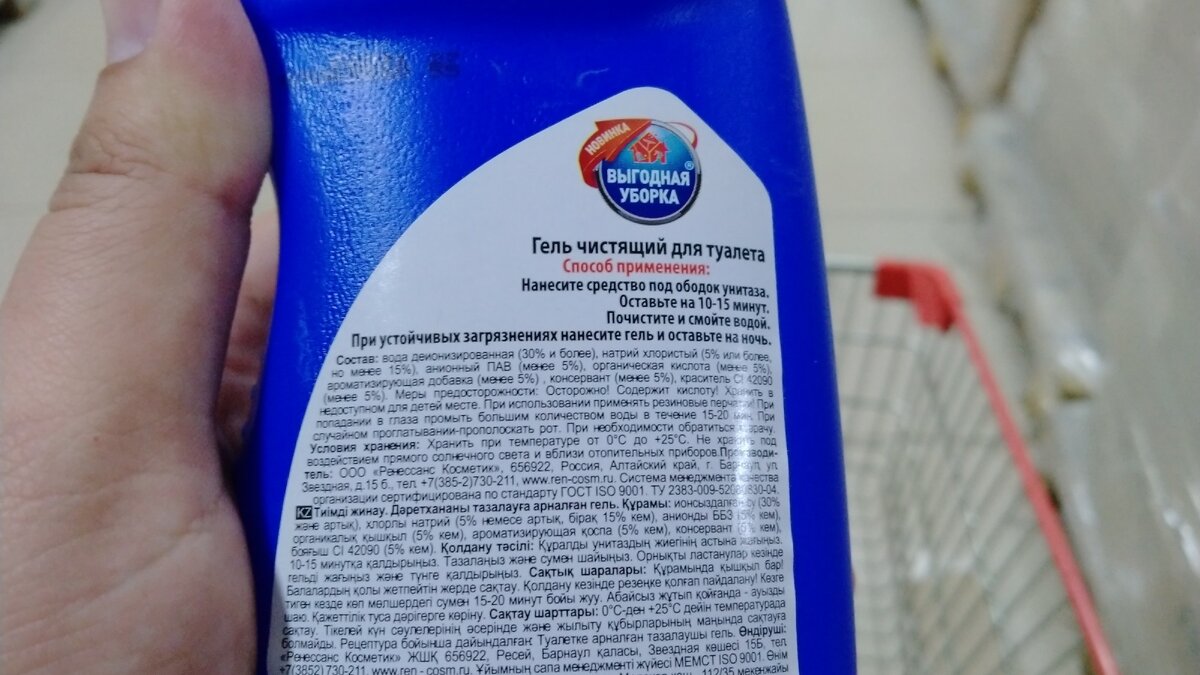 НОВИНКА
ВЫГОДНАЯ
УБОРКА
®
Гель чистящий для туалета
Способ применения:
Нанесите средство под ободок унитаза.
Оставьте на 10-15 минут.
Почистите и смойте водой.
При устойчивых загрязнениях нанесите гель и оставьте на ночь.
Состав: вода деионизированная (30% и более), натрий хлористый (5% или более,
но менее 15%), анионный ПАВ (менее 5%), органическая кислота (менее 5%),
ароматизирующая добавка (менее 5%) , консервант (менее 5%), краситель CI 42090
(менее 5%). Меры предосторожности: Осторожно! Содержит кислоту! Хранить в
недоступном для детей месте. При использовании применять резиновые перчатки! При
попадании в глаза промыть большим количеством воды в течение 15-20 мин. При
случайном проглатывании-прополоскать рот. При необходимости обратиться к врачу.
Условия хранения: Хранить при температуре от 0°С до +25°С. Не хранить под
воздействием прямого солнечного света и вблизи отопительных приборов.Производи-
тель: ООО «Ренессанс Косметик», 656922, Россия, Алтайский край, г. Барнаул, ул.
Звездная, д.15 б., тел. +7(385-2)730-211, www.ren-cosm.ru. Система менеджмента качества
организации сертифицирована по стандарту ГОСТ ISO 9001. ТУ
KZ Тиімді жинау. Дәретхананы тазалауға арналған гель. Құрамы: ионсыздалған су (30%
және артық), хлорлы натрий (5% немесе артық, бірақ 15% кем), анионды ББЗ (5% кем),
органикалық қышқыл (5% кем), ароматизирующая қоспа (5% кем), консервант (5% кем),
бояғыш CI 42090 (5% кем). Қолдану тәсілі: Құралды унитаздың жиегінің астына жағыңыз.
10-15 минутқа қалдырыңыз. Тазалаңыз және сумен шайыңыз. Орнықты ластанулар кезінде
гельді жағыңыз және түнге қалдырыңыз. Сақтық шаралары: Құрамында қышқыл бар!
Балалардың қолы жетпейтін жерде сақтау. Қолдану кезінде резеңке қолғап пайдалану! Көзге
тиген кезде көп мөлшердегі сумен 15-20 минут бойы жуу. Абайсыз жұтып қойғанда - ауызды
шаю. Қажеттілік туса дәрігерге көріну. Сақтау шарттары: 0°С-ден +25°С дейін температурада
сақтау. Тікелей күн сәулелерінің әсерінде және жылыту құбырларының маңында сақтауға
болмайды. Рецептура бойынша дайындалған: Туалетке арналған тазалаушы гель. Өндіруші:
«Ренессанс Косметик» ЖШҚ 656922, Ресей, Барнаул қаласы, Звездная көшесі 15Б, тел.
+7(3852) 730-211, www.ren - cosm.ru. Ұйымның сапа менеджменті жүйесі МЕМСТ ISO 9001. Өнім
112/35 мекенжайы